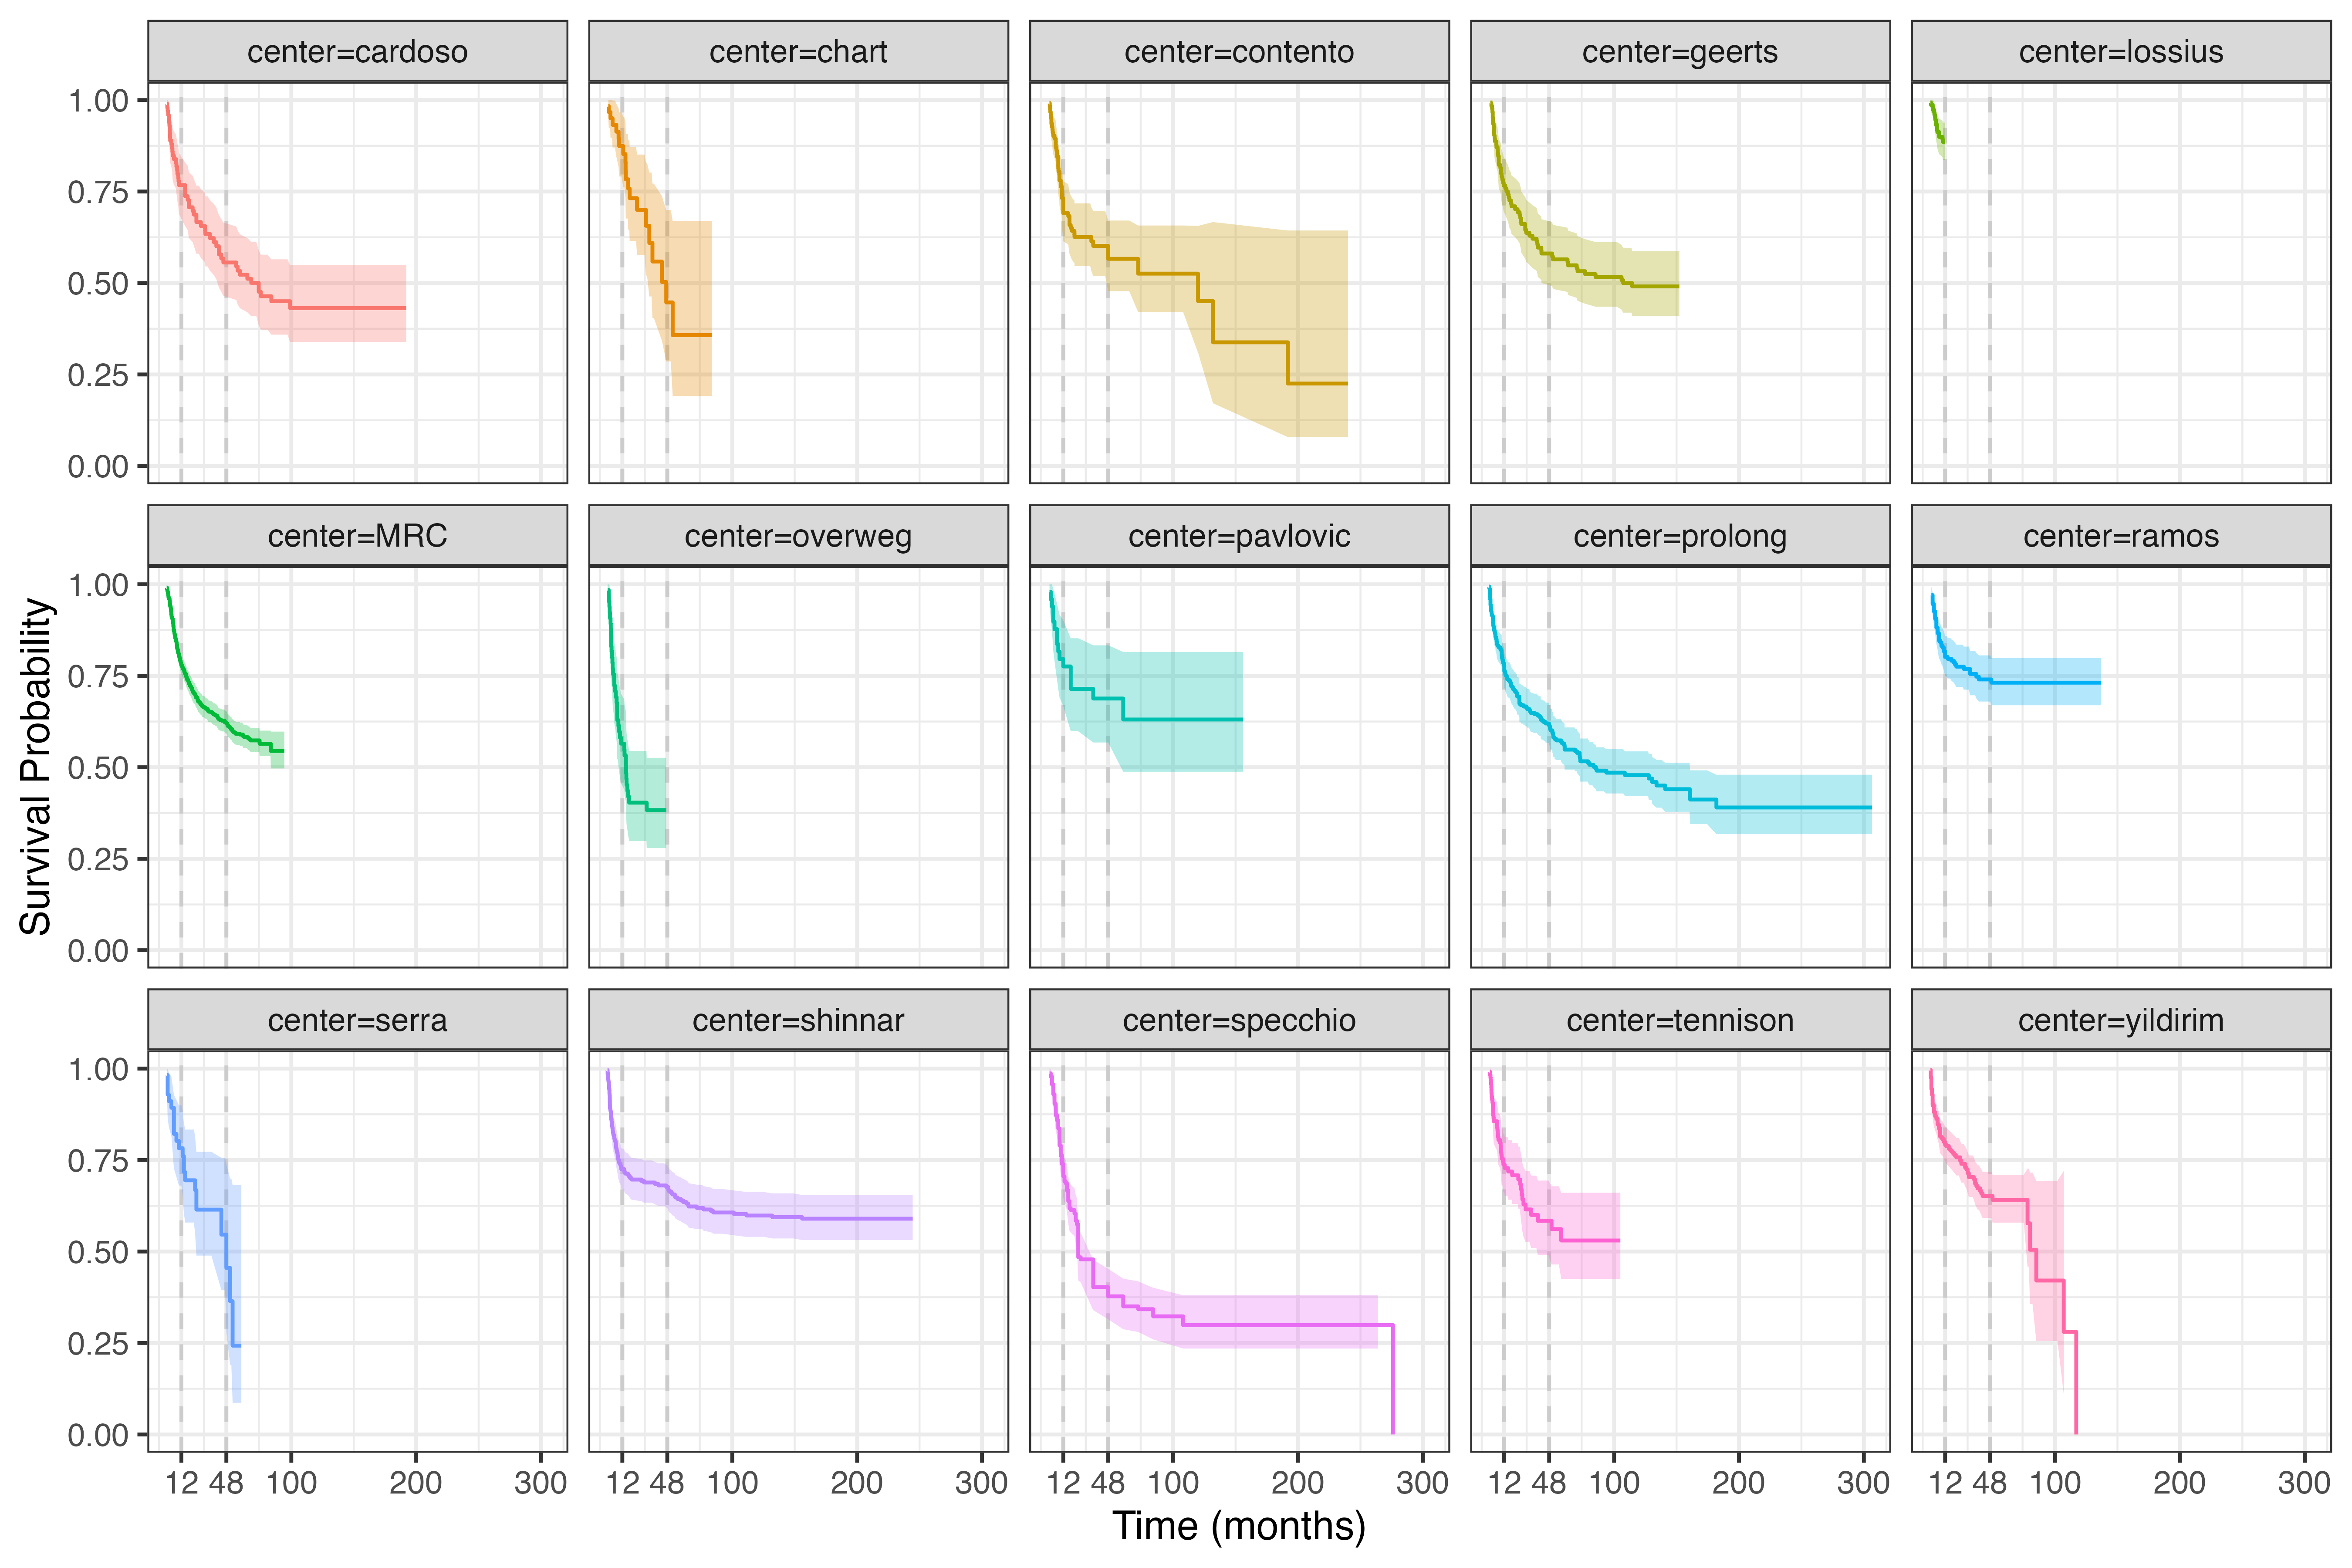 center=cardoso center=chart center=contento center=geerts center=lossius
1.00
0.75
0.50
0.25
0.00
center=MRC center=overweg center=pavlovic center=prolong center=ramos
1.00
0.75
0.50
0.25
0.00
Survival Probability
center=serra center=shinnar center=specchio center=tennison center=yildirim
1.00
0.75
0.50
0.25
0.00
12 48 100 200 300 12 48 100 200 300 12 48 100 200 300 12 48 100 200 300 12 48 100 200 300
Time (months)